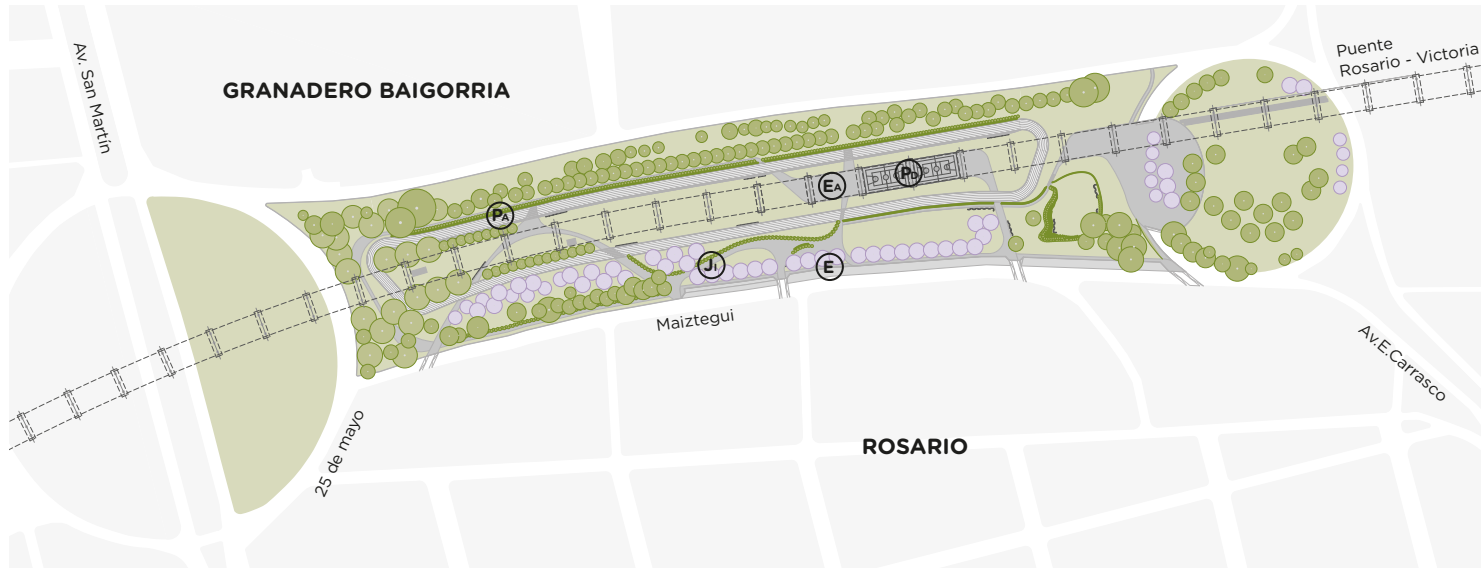 Av. San Martín
GRANADERO BAIGORRIA
Puente
Rosario - Victoria
PA
EA
PD
JI
E
Maiztegui
25 de mayo
Av.E.Carrasco
ROSARIO